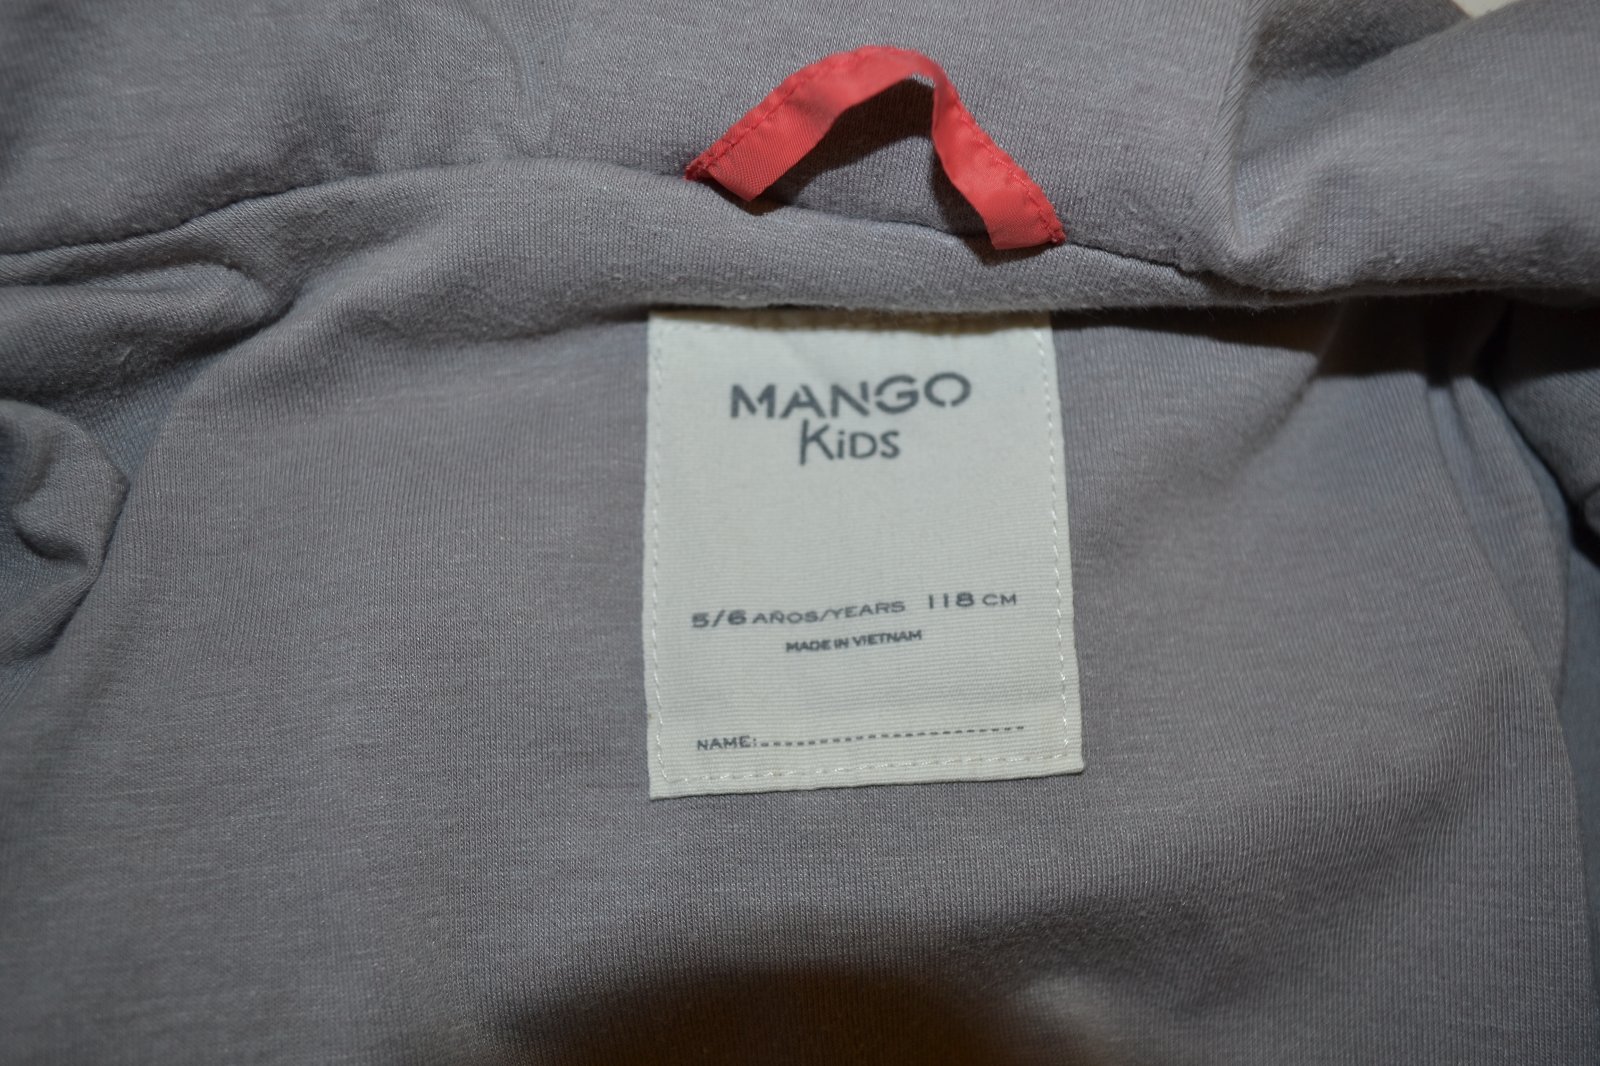 MANGO
KiDS
5/6 AÑOS/YEARS 118 CM
MADE IN VIETNAM
NAME:----------------------